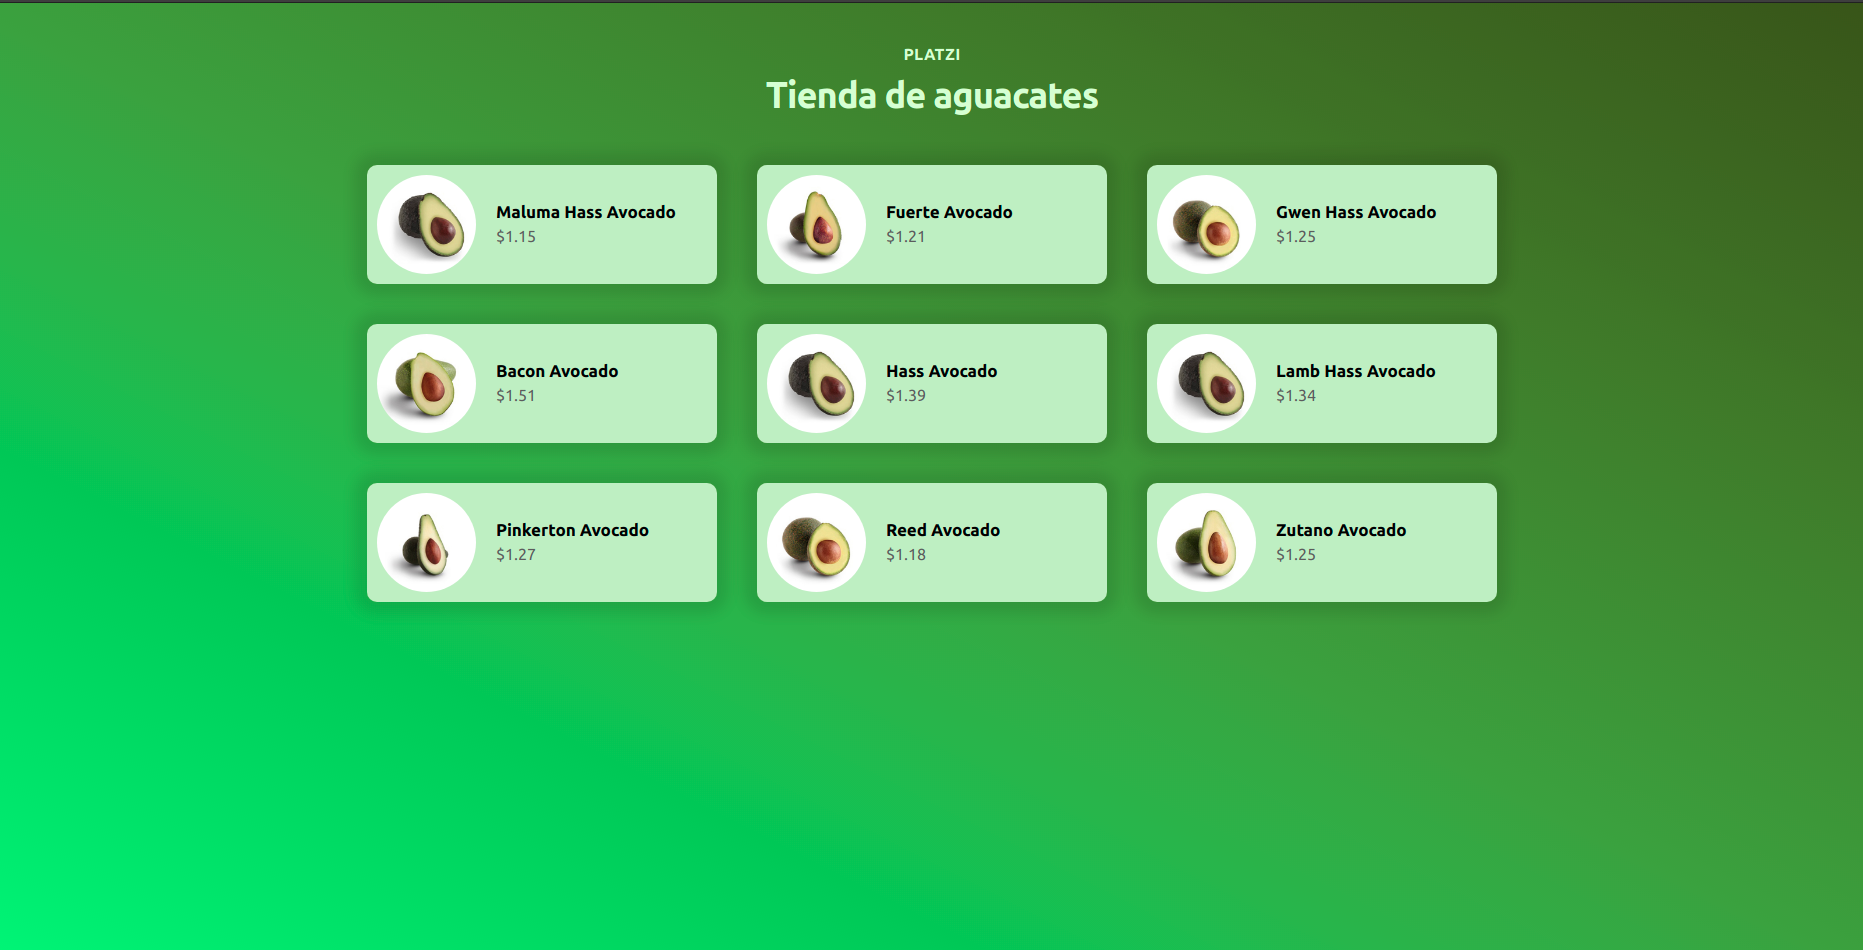 PLATZI
Tienda de aguacates
Maluma Hass Avocado
$1.15
Fuerte Avocado
$1.21
Gwen Hass Avocado
$1.25
Bacon Avocado
$1.51
Hass Avocado
$1.39
Lamb Hass Avocado
$1.34
Pinkerton Avocado
$1.27
Reed Avocado
$1.18
Zutano Avocado
$1.25